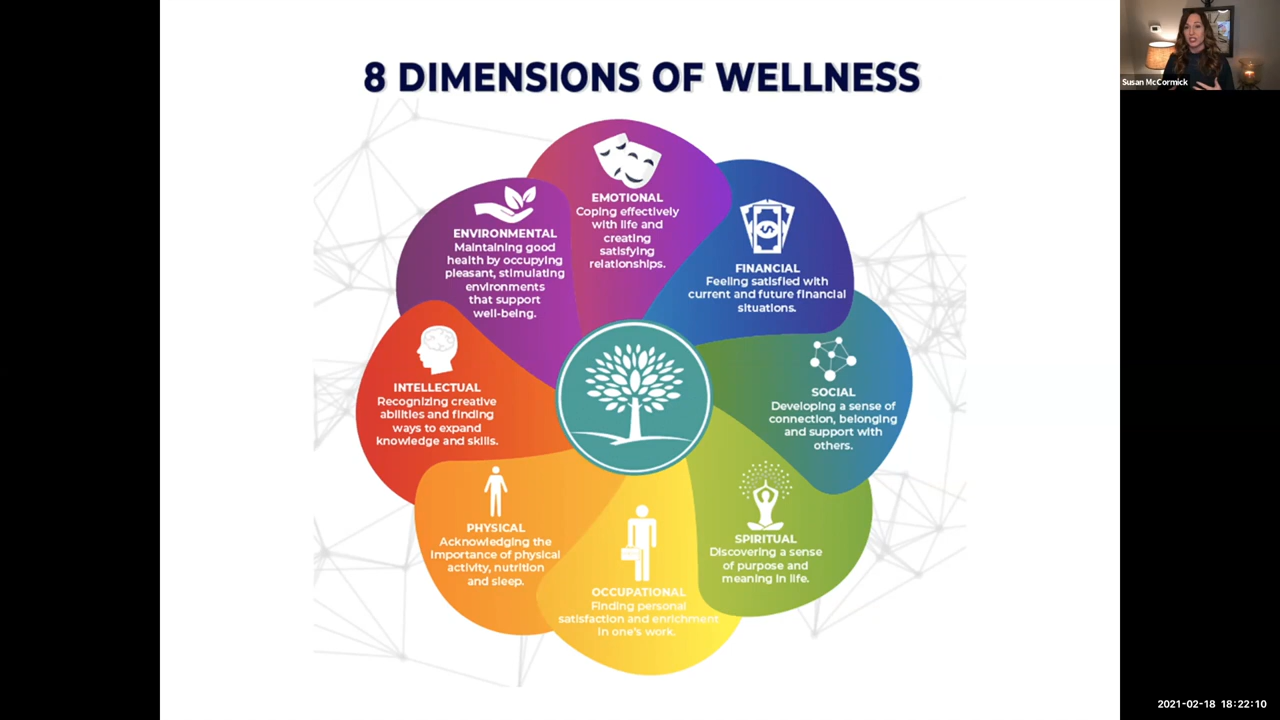 8 DIMENSIONS OF WELLNESS
Susan McCormick
EMOTIONAL
Coping effectively
with life and
creating
satisfying
relationships.
FINANCIAL
Feeling satisfied with
current and future financial
situations.
SOCIAL
Developing a sense of
connection, belonging
and support with
others.
SPIRITUAL
Discovering a sense
of purpose and
meaning in life.
OCCUPATIONAL
Finding personal
satisfaction and enrichment
in one's work.
PHYSICAL
Acknowledging the
importance of physical
activity, nutrition
and sleep.
INTELLECTUAL
Recognizing creative
abilities and finding
ways to expand
knowledge and skills.
ENVIRONMENTAL
Maintaining good
health by occupying
pleasant, stimulating
environments
that support
well-being.
2021-02-18 18:22:10